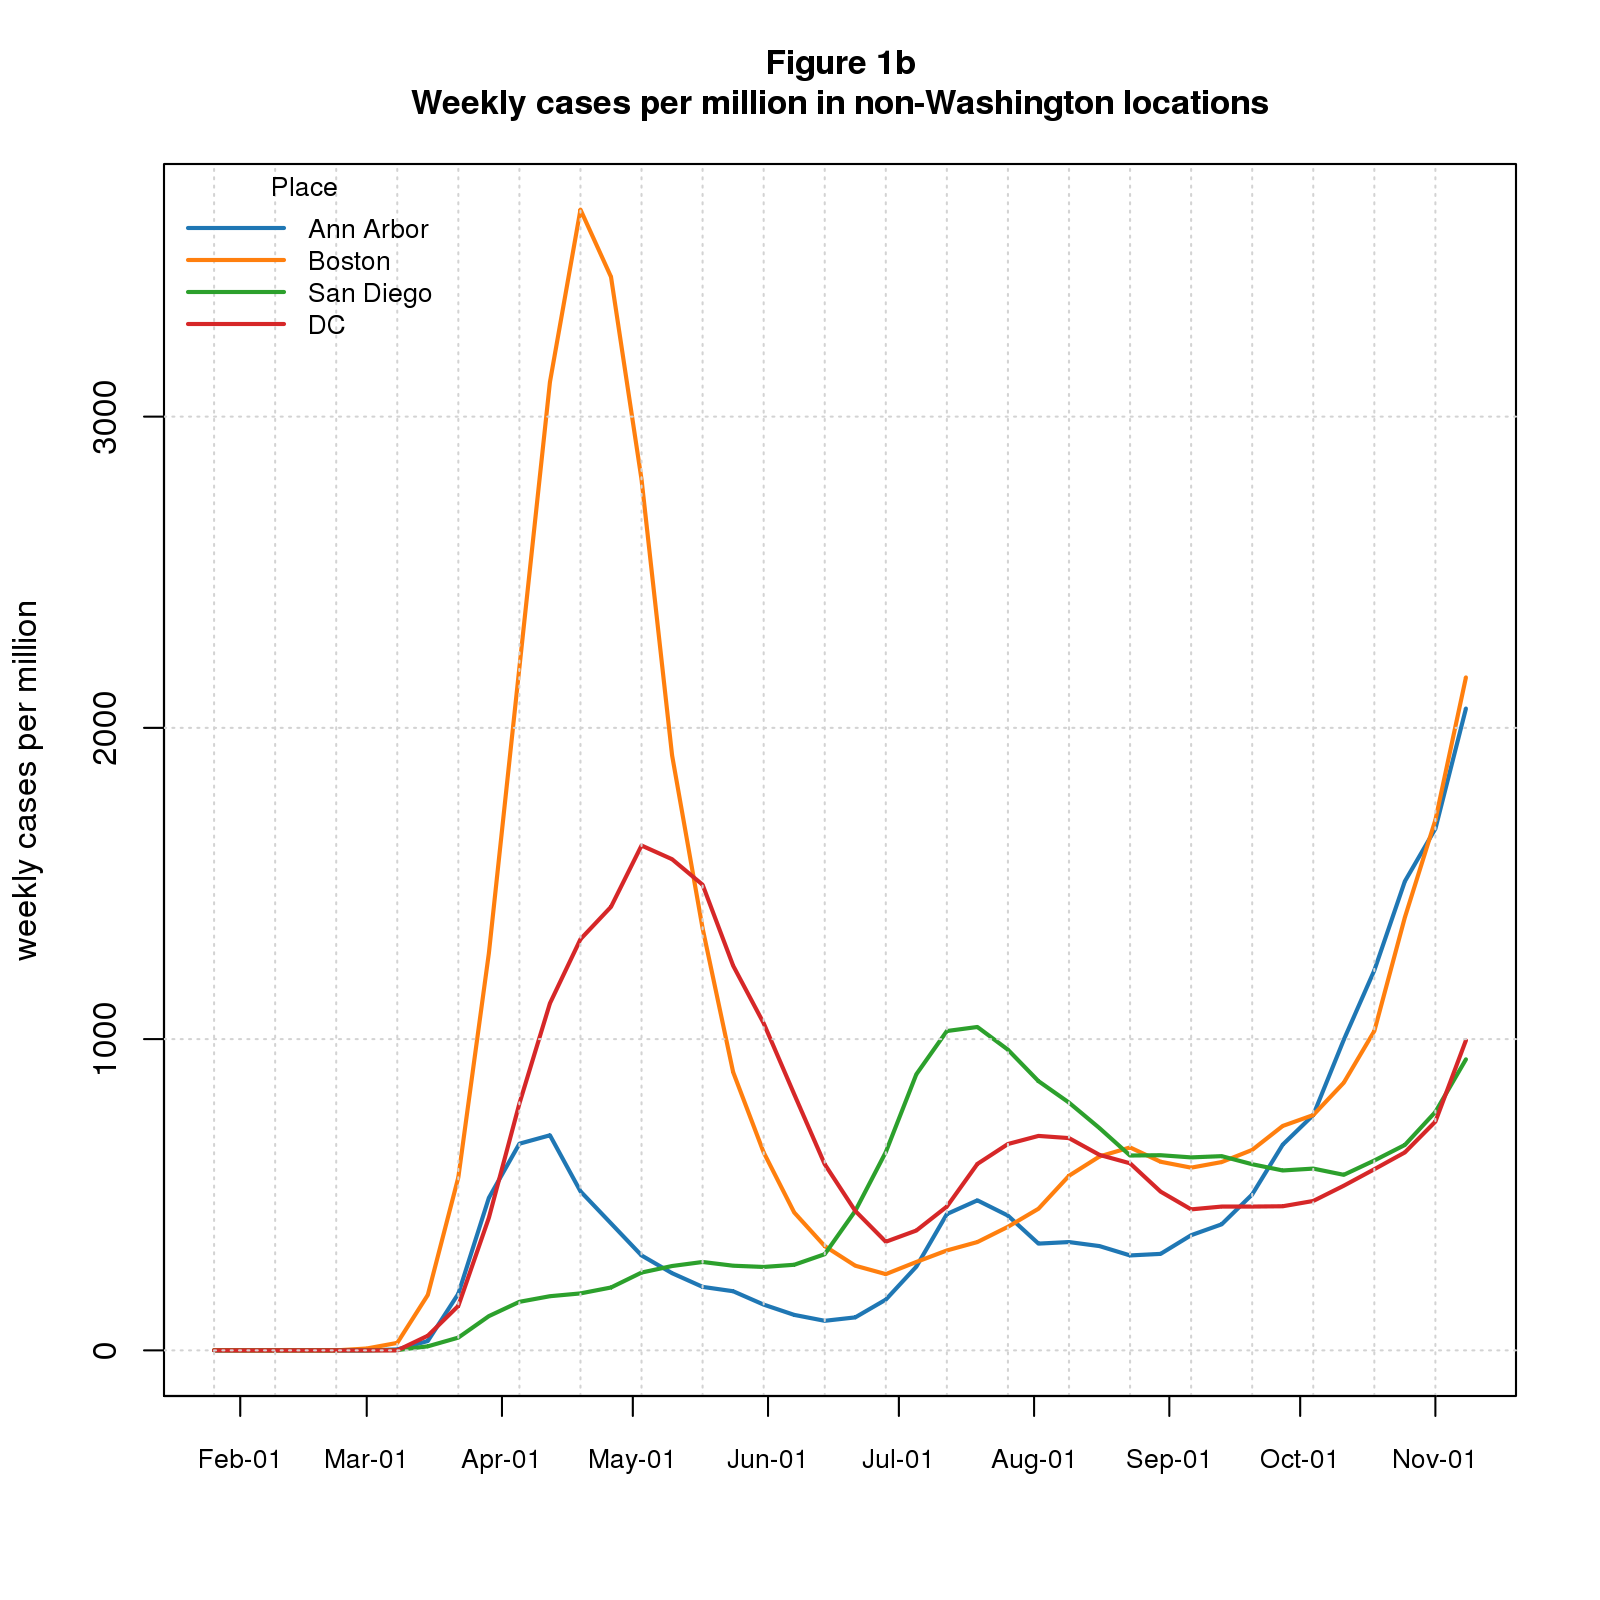 Figure 1b
Weekly cases per million in non-Washington locations
Place
Ann Arbor
Boston
San Diego
DC
weekly cases per million
3000
2000
1000
0
Feb-01 Mar-01 Apr-01 May-01 Jun-01 Jul-01 Aug-01 Sep-01 Oct-01 Nov-01